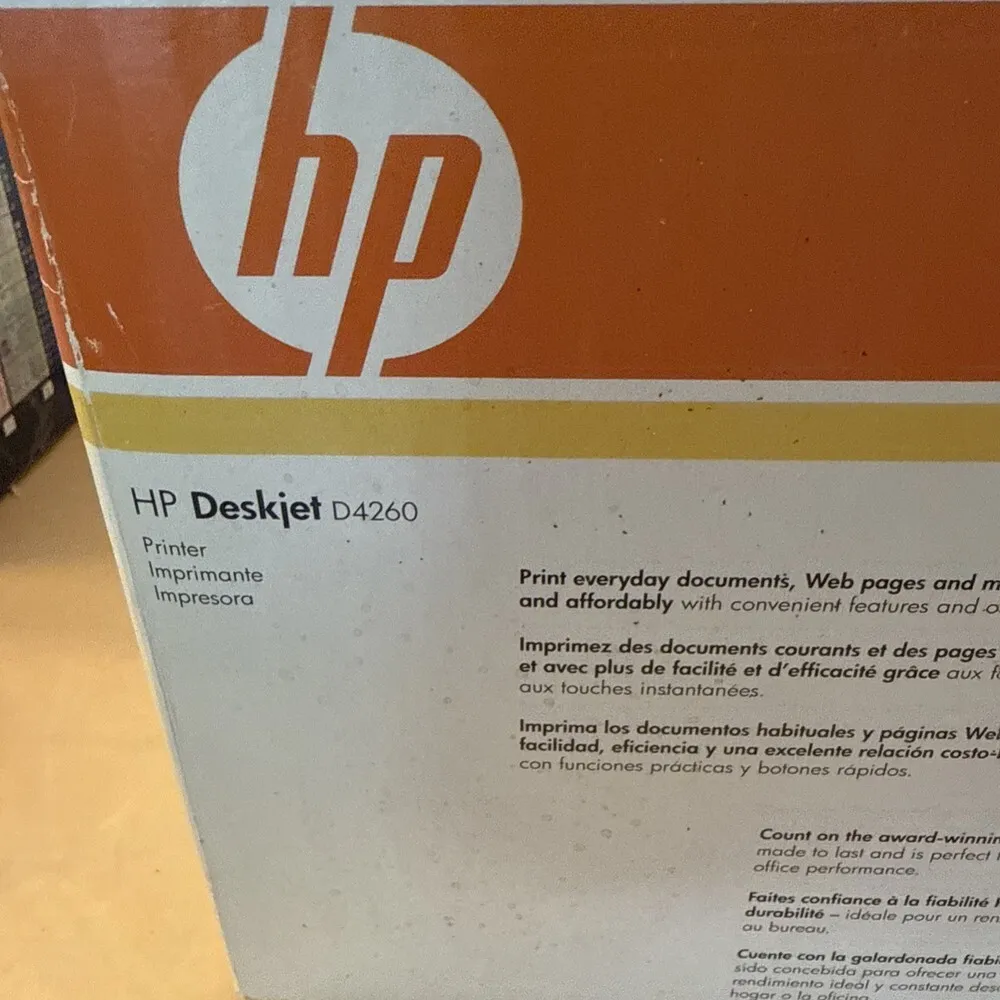 hp
HP Deskjet D4260
Printer
Imprimante
Impresora
Print everyday documents, Web pages and
and affordably with convenient features and
Imprimez des documents courants et des pages
et avec plus de facilité et d'efficacité grâce aux
aux touches instantanées.
Imprima los documentos habituales y páginas
facilidad, eficiencia y una excelente relación
con funciones prácticas y botones rápidos.
Count on the
made to last and is perfect
office performance.
Faites confiance à la fiabilité
durabilité – idéale pour un
au bureau.
Cuente con la galardonada
sido concebida para ofrecer una
rendimiento ideal y constante
hogar o la oficina